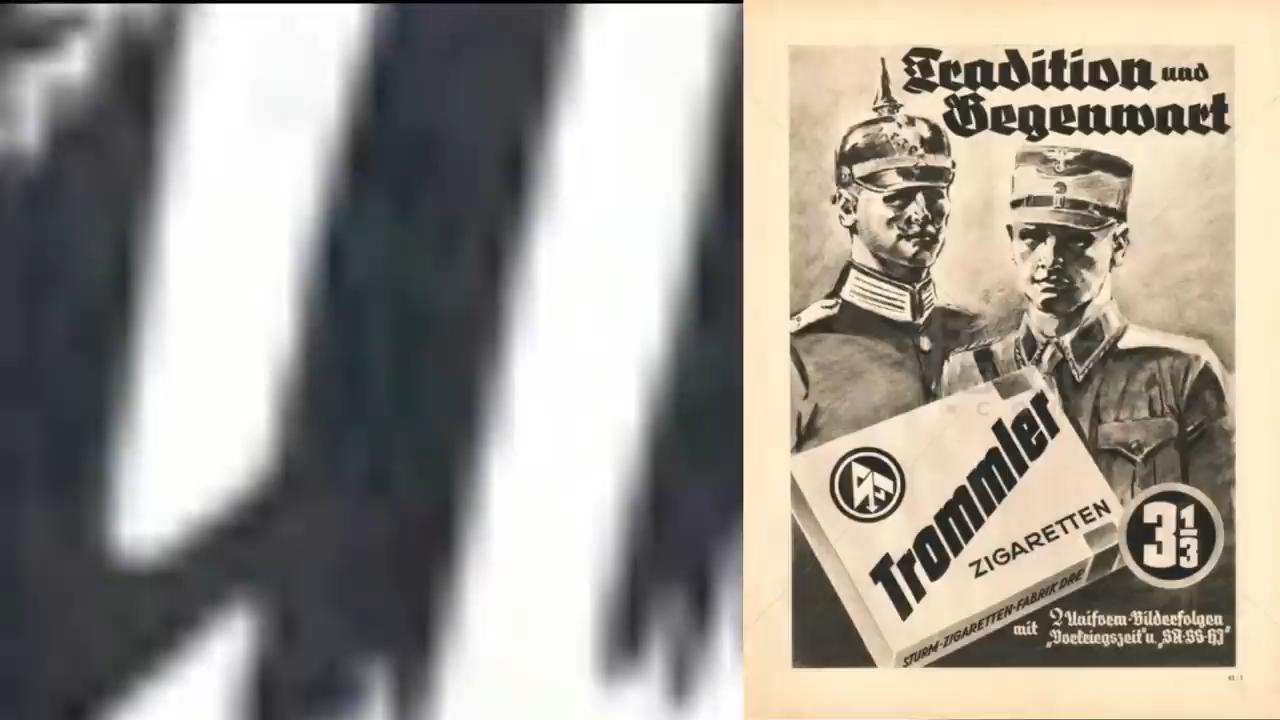 Tradition und
Gegenwart
Trommler
ZIGARETTEN
STURM-ZIGARETTEN-FABRIK DRE
3 1/3
mit 2 Uniform-Bilderfolgen
„Vorkriegszeit" u. „SA-SS-HJ"